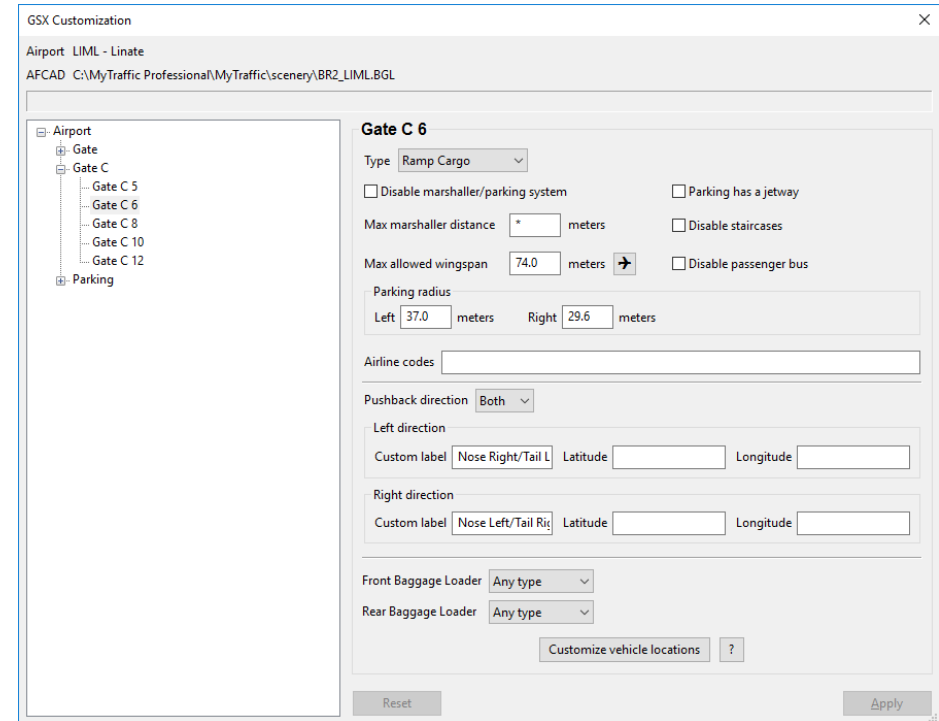 GSX Customization
Airport LIML - Linate
AFCAD C:\MyTraffic Professional\MyTraffic\scenery\BR2_LIML.BGL
Airport
Gate
Gate C
Gate C 5
Gate C 6
Gate C 8
Gate C 10
Gate C 12
Parking
Gate C 6
Type Ramp Cargo
Disable marshaller/parking system Parking has a jetway
Max marshaller distance * meters Disable staircases
Max allowed wingspan 74.0 meters Disable passenger bus
Parking radius
Left 37.0 meters Right 29.6 meters
Airline codes
Pushback direction Both
Left direction
Custom label Nose Right/Tail L Latitude Longitude
Right direction
Custom label Nose Left/Tail Rig Latitude Longitude
Front Baggage Loader Any type
Rear Baggage Loader Any type
Customize vehicle locations ?
Reset Apply